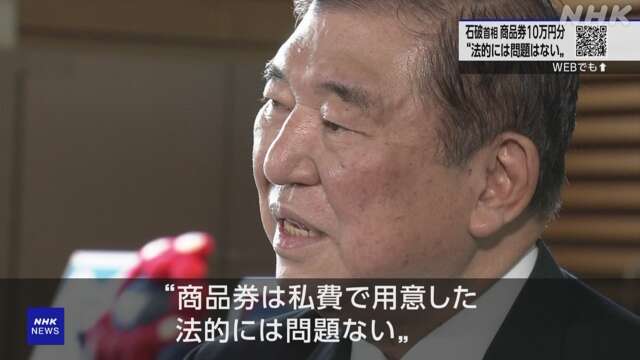 NHK
石破首相 商品券10万円分
“法的には問題はない„
WEBでも⬆
“商品券は私費で用意した
法的には問題ない„
NHK
NEWS